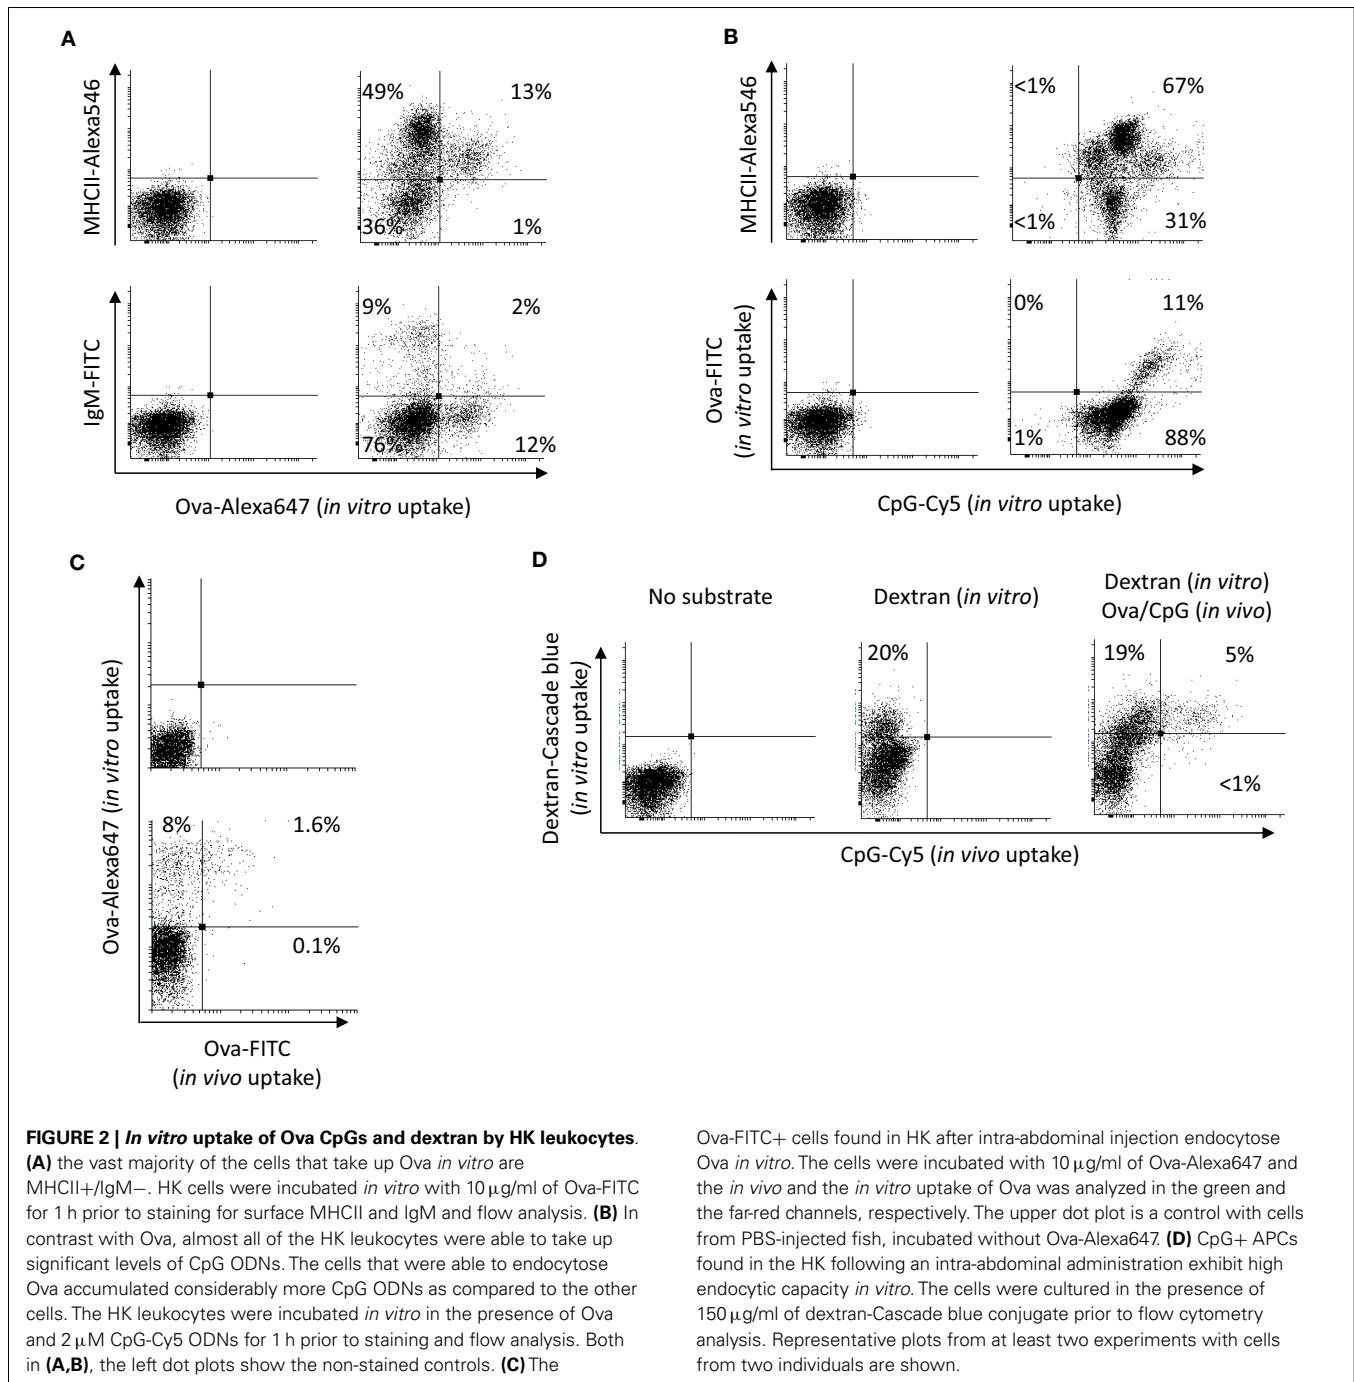 A
MHCII-Alexa546
49%
13%
36%
1%
IgM-FITC
9%
2%
76%
12%
Ova-Alexa647 (in vitro uptake)
B
MHCII-Alexa546
<1%
67%
<1%
31%
Ova-FITC
(in vitro uptake)
0%
11%
1%
88%
CpG-Cy5 (in vitro uptake)
C
Ova-Alexa647 (in vitro uptake)
8%
1.6%
0.1%
Ova-FITC
(in vivo uptake)
D
No substrate
Dextran (in vitro)
Dextran (in vitro)
Ova/CpG (in vivo)
Dextran-Cascade blue
(in vitro uptake)
20%
19%
5%
<1%
CpG-Cy5 (in vivo uptake)
FIGURE 2 | In vitro uptake of Ova CpGs and dextran by HK leukocytes.
(A) the vast majority of the cells that take up Ova in vitro are
MHCII+/IgM−. HK cells were incubated in vitro with 10 μg/ml of Ova-FITC
for 1 h prior to staining for surface MHCII and IgM and flow analysis. (B) In
contrast with Ova, almost all of the HK leukocytes were able to take up
significant levels of CpG ODNs. The cells that were able to endocytose
Ova accumulated considerably more CpG ODNs as compared to the other
cells. The HK leukocytes were incubated in vitro in the presence of Ova
and 2 μM CpG-Cy5 ODNs for 1 h prior to staining and flow analysis. Both
in (A,B), the left dot plots show the non-stained controls. (C) The
Ova-FITC+ cells found in HK after intra-abdominal injection endocytose
Ova in vitro. The cells were incubated with 10 μg/ml of Ova-Alexa647 and
the in vivo and the in vitro uptake of Ova was analyzed in the green and
the far-red channels, respectively. The upper dot plot is a control with cells
from PBS-injected fish, incubated without Ova-Alexa647. (D) CpG+ APCs
found in the HK following an intra-abdominal administration exhibit high
endocytic capacity in vitro. The cells were cultured in the presence of
150 μg/ml of dextran-Cascade blue conjugate prior to flow cytometry
analysis. Representative plots from at least two experiments with cells
from two individuals are shown.